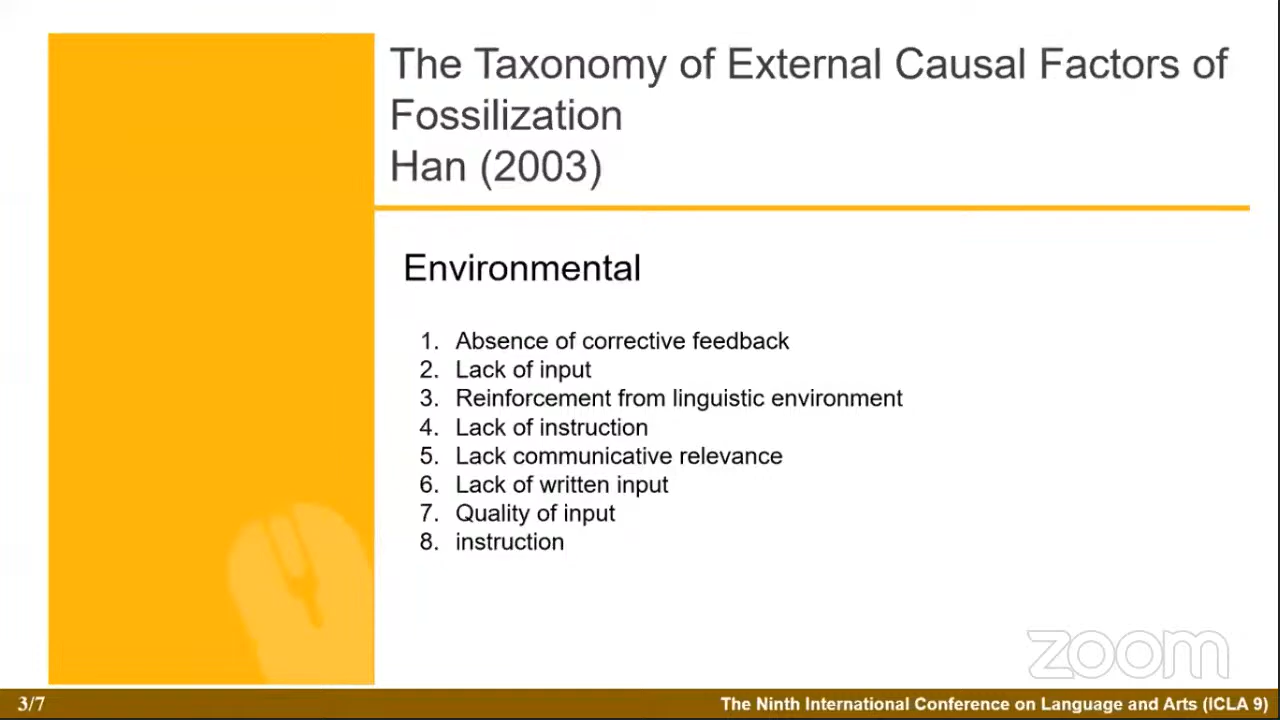 The Taxonomy of External Causal Factors of
Fossilization
Han (2003)
Environmental
1. Absence of corrective feedback
2. Lack of input
3. Reinforcement from linguistic environment
4. Lack of instruction
5. Lack communicative relevance
6. Lack of written input
7. Quality of input
8. instruction
zoom
3/7
The Ninth International Conference on Language and Arts (ICLA 9)